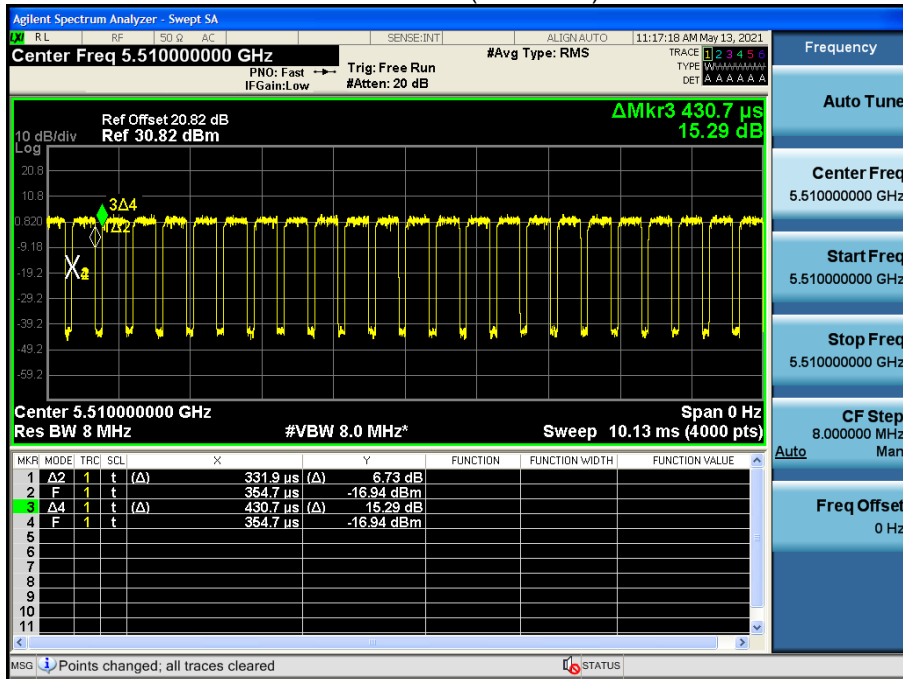 Agilent Spectrum Analyzer - Swept SA
LXI RL RF 50 Ω AC SENSE:INT ALIGN AUTO 11:17:18 AM May 13, 2021
Center Freq 5.510000000 GHz
PNO: Fast
IFGain:Low
Trig: Free Run
#Atten: 20 dB
#Avg Type: RMS
TRACE 1 2 3 4 5 6
TYPE WWWWWW
DET A A A A A A
Frequency
Auto Tune
Center Freq
5.510000000 GHz
Start Freq
5.510000000 GHz
Stop Freq
5.510000000 GHz
CF Step
8.000000 MHz
Auto Man
Freq Offset
0 Hz
ΔMkr3 430.7 µs
15.29 dB
Ref Offset 20.82 dB
10 dB/div Ref 30.82 dBm
Log
20.8
10.8
0.820
-9.18
-19.2
-29.2
-39.2
-49.2
-59.2
3Δ4
1Δ2
Center 5.510000000 GHz Span 0 Hz
Res BW 8 MHz #VBW 8.0 MHz* Sweep 10.13 ms (4000 pts)
MKR MODE TRC SCL X Y FUNCTION FUNCTION WIDTH FUNCTION VALUE
1 Δ2 1 t (Δ) 331.9 µs (Δ) 6.73 dB
2 F 1 t 354.7 µs -16.94 dBm
3 Δ4 1 t (Δ) 430.7 µs (Δ) 15.29 dB
4 F 1 t 354.7 µs -16.94 dBm
5
6
7
8
9
10
11
MSG Points changed; all traces cleared STATUS